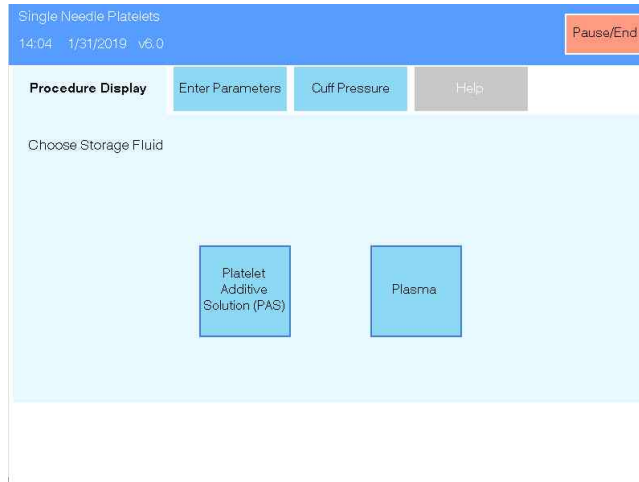 Single Needle Platelets
14:04 1/31/2019 v6.0
Pause/End
Procedure Display
Enter Parameters
Cuff Pressure
Help
Choose Storage Fluid
Platelet
Additive
Solution (PAS)
Plasma